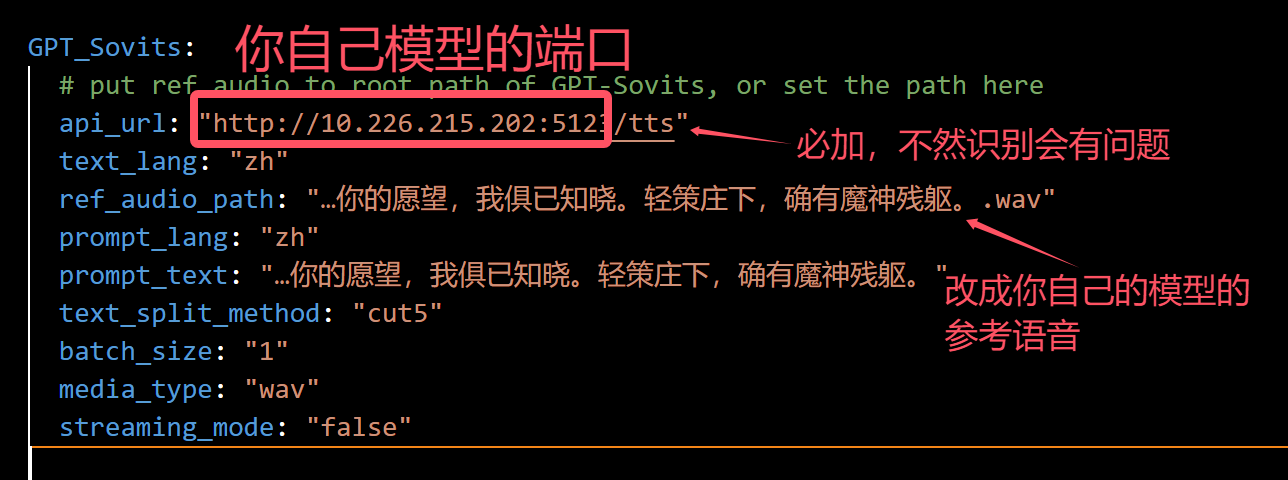 GPT_Sovits:
你自己模型的端口
# put ref audio to root path of GPT-Sovits, or set the path here
api_url: "http://10.226.215.202:5123/tts"
必加，不然识别会有问题
text_lang: "zh"
ref_audio_path: "…你的愿望，我俱已知晓。轻策庄下，确有魔神残躯。.wav"
prompt_lang: "zh"
prompt_text: "…你的愿望，我俱已知晓。轻策庄下，确有魔神残躯。"
改成你自己的模型的
参考语音
text_split_method: "cut5"
batch_size: "1"
media_type: "wav"
streaming_mode: "false"